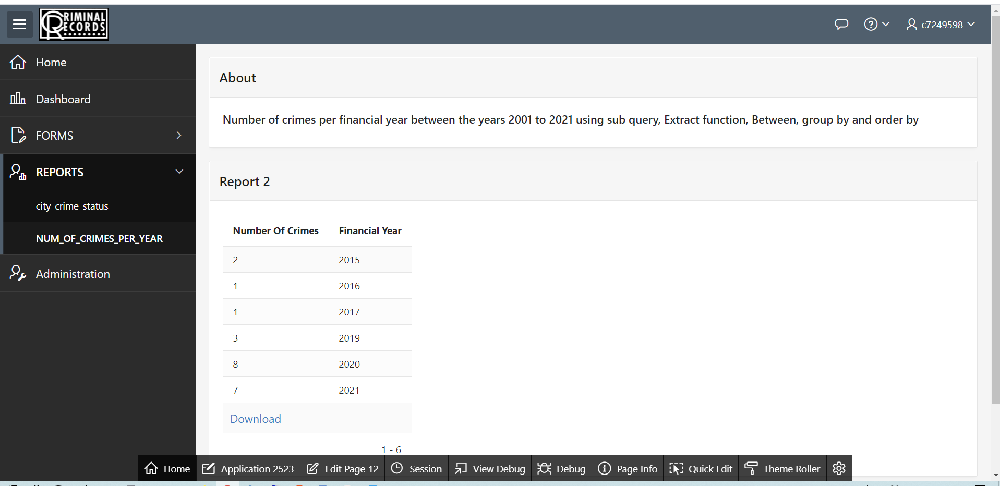 CRIMINAL
RECORDS
c7249598
Home
Dashboard
FORMS
REPORTS
city_crime_status
NUM_OF_CRIMES_PER_YEAR
Administration
About
Number of crimes per financial year between the years 2001 to 2021 using sub query, Extract function, Between, group by and order by
Report 2
Number Of Crimes Financial Year
2 2015
1 2016
1 2017
3 2019
8 2020
7 2021
Download
1 - 6
Home Application 2523 Edit Page 12 Session View Debug Debug Page Info Quick Edit Theme Roller